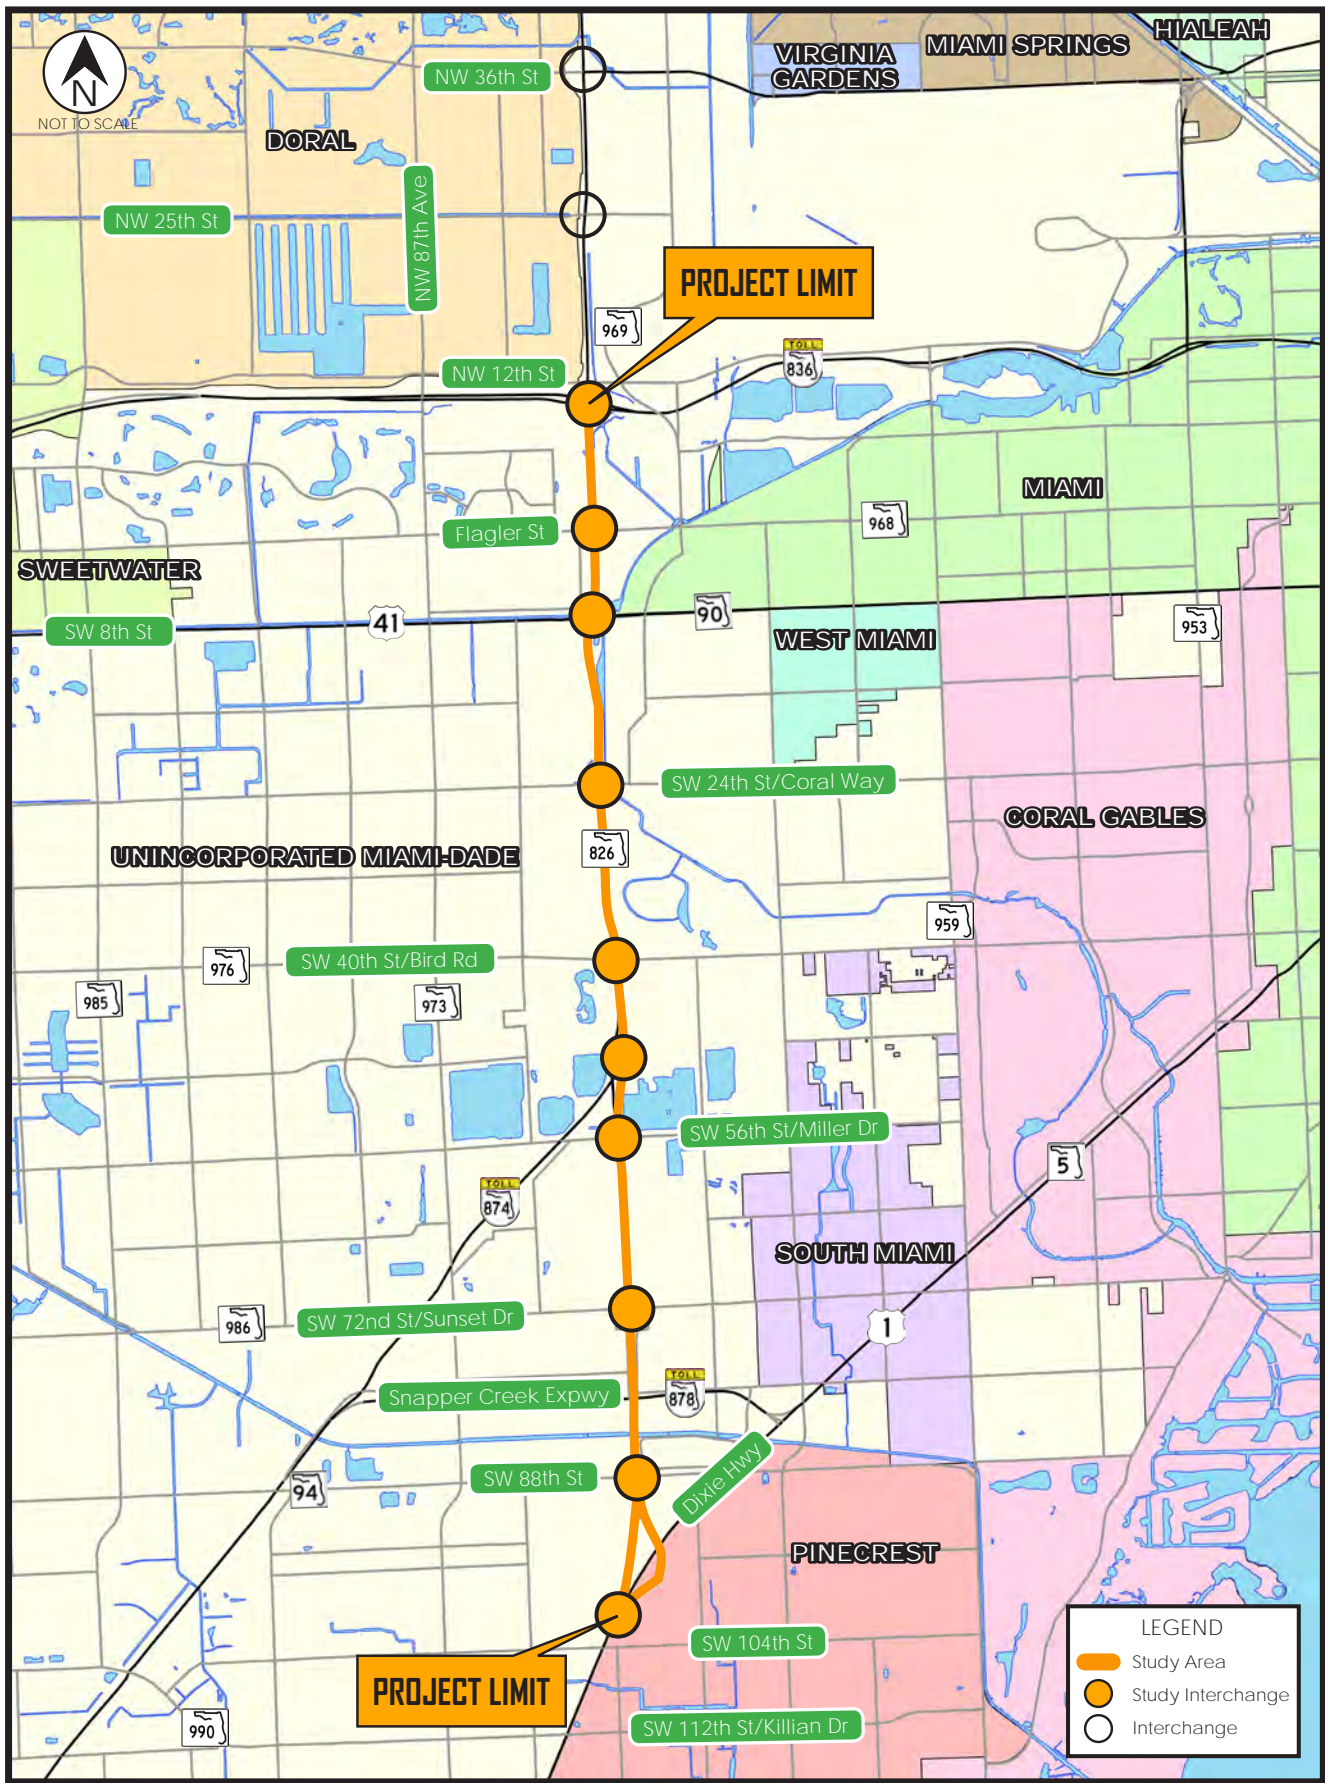 HIALEAH
MIAMI SPRINGS
VIRGINIA
GARDENS
NW 36th St
N
NOT TO SCALE
DORAL
NW 87th Ave
NW 25th St
PROJECT LIMIT
969
TOLL
836
NW 12th St
MIAMI
968
Flagler St
SWEETWATER
90
953
41
SW 8th St
WEST MIAMI
SW 24th St/Coral Way
CORAL GABLES
826
UNINCORPORATED MIAMI-DADE
959
SW 40th St/Bird Rd
976
985
973
SW 56th St/Miller Dr
5
TOLL
874
SOUTH MIAMI
986
SW 72nd St/Sunset Dr
1
Snapper Creek Expwy
TOLL
878
SW 88th St
Dixie Hwy
94
PINECREST
LEGEND
Study Area
Study Interchange
Interchange
SW 104th St
PROJECT LIMIT
990
SW 112th St/Killian Dr